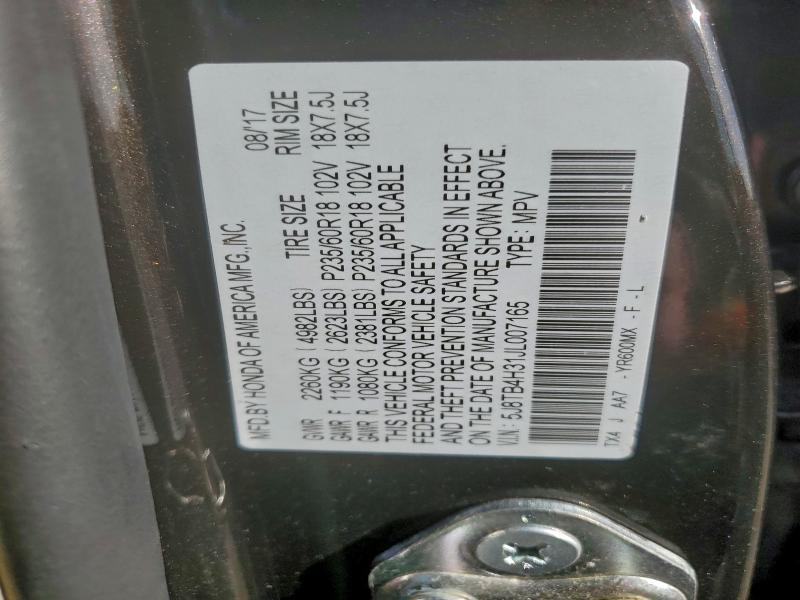 MFD. BY HONDA OF AMERICA MFG., INC. 08/'17
GVWR 2260KG (4982LBS) TIRE SIZE RIM SIZE
GAWR F 1190KG (2623LBS) P235/60R18 102V 18X7.5J
GAWR R 1080KG (2381LBS) P235/60R18 102V 18X7.5J
THIS VEHICLE CONFORMS TO ALL APPLICABLE
FEDERAL MOTOR VEHICLE SAFETY
AND THEFT PREVENTION STANDARDS IN EFFECT
ON THE DATE OF MANUFACTURE SHOWN ABOVE.
V.I.N.: 5J8TB4H31JL007165 TYPE: MPV
TX4 J AA7 -YR600MX -F -L